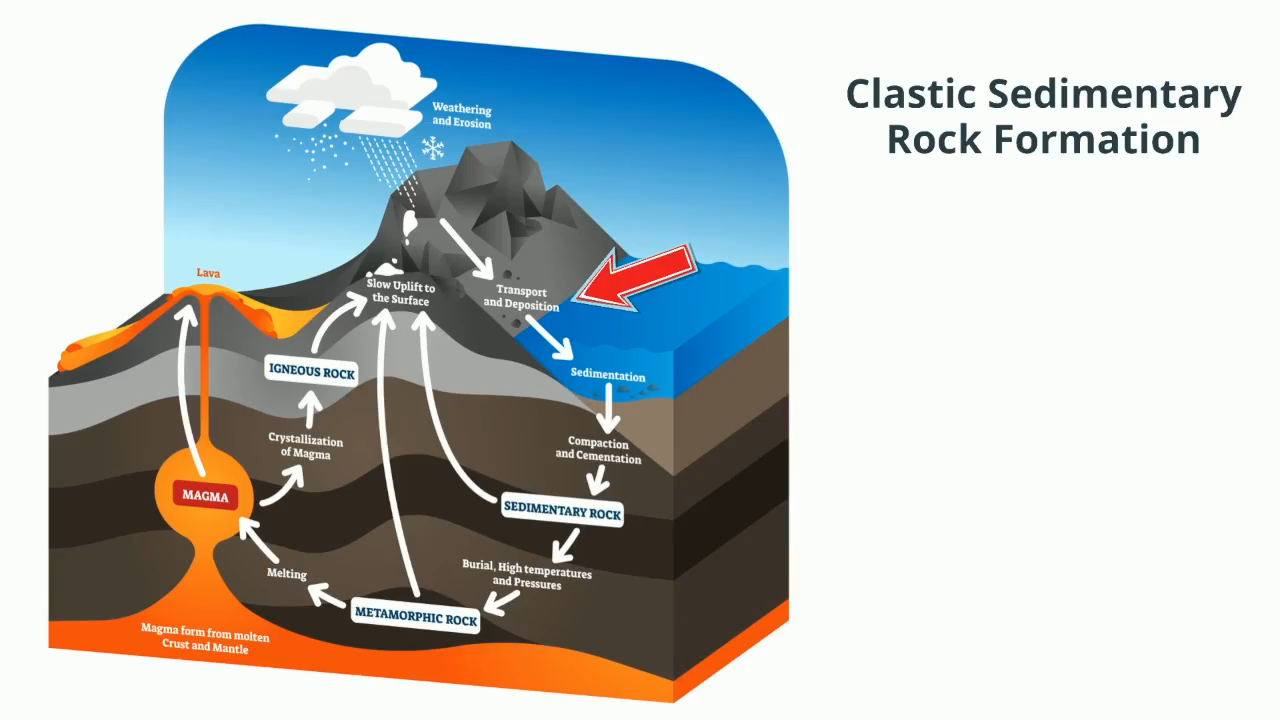 Clastic Sedimentary
Rock Formation
Weathering
and Erosion
Lava
Slow Uplift to
the Surface
Transport
and Deposition
IGNEOUS ROCK
Sedimentation
Crystallization
of Magma
Compaction
and Cementation
MAGMA
SEDIMENTARY ROCK
Melting
Burial, High temperatures
and Pressures
METAMORPHIC ROCK
Magma form from molten
Crust and Mantle